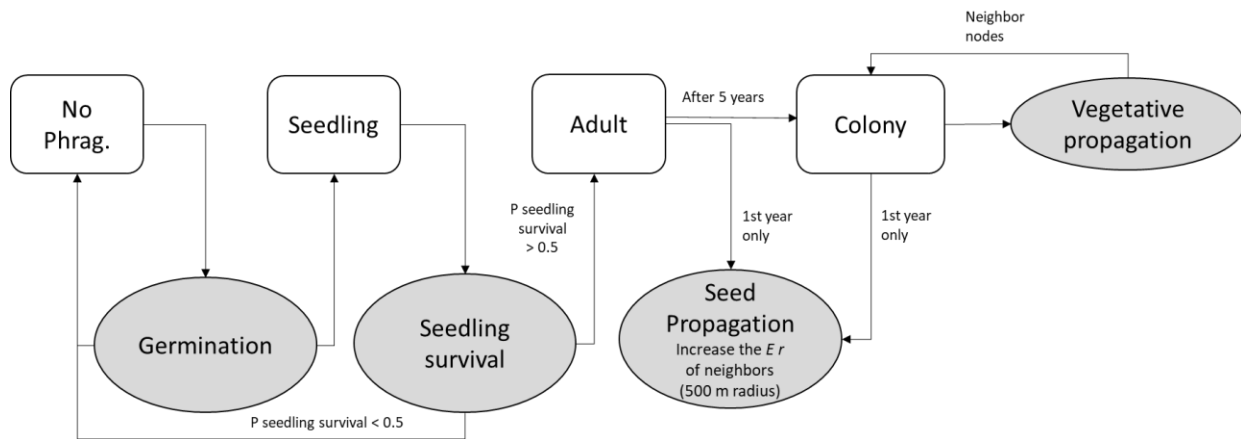 Neighbor
nodes
No
Phrag.
Seedling
Adult
After 5 years
Colony
Vegetative
propagation
P seedling
survival
> 0.5
1st year
only
1st year
only
Germination
Seedling
survival
Seed
Propagation
Increase the E r
of neighbors
(500 m radius)
P seedling survival < 0.5